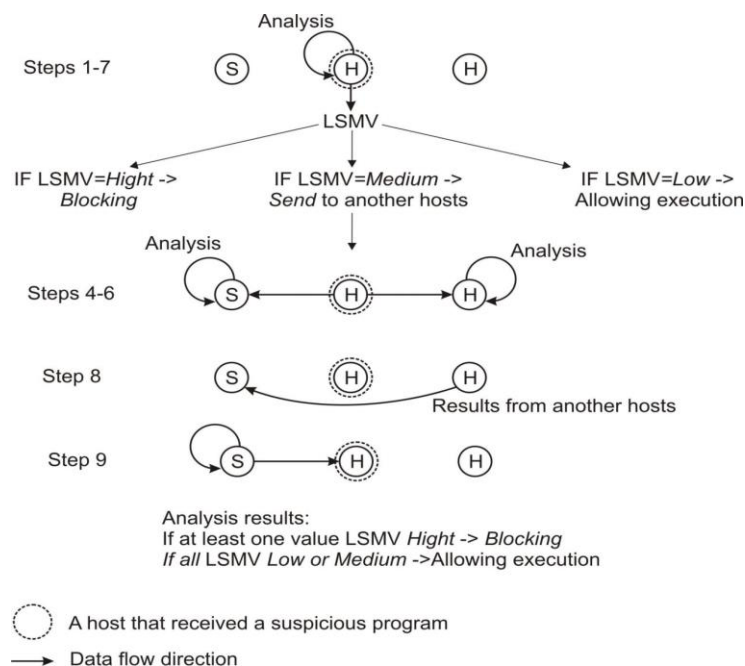 Analysis
Steps 1-7 S H H
LSMV
IF LSMV=Hight ->
Blocking
IF LSMV=Medium ->
Send to another hosts
IF LSMV=Low ->
Allowing execution
Analysis
Analysis
Steps 4-6 S H H
Step 8 S H H
Results from another hosts
Step 9 S H H
Analysis results:
If at least one value LSMV Hight -> Blocking
If all LSMV Low or Medium ->Allowing execution
A host that received a suspicious program
Data flow direction